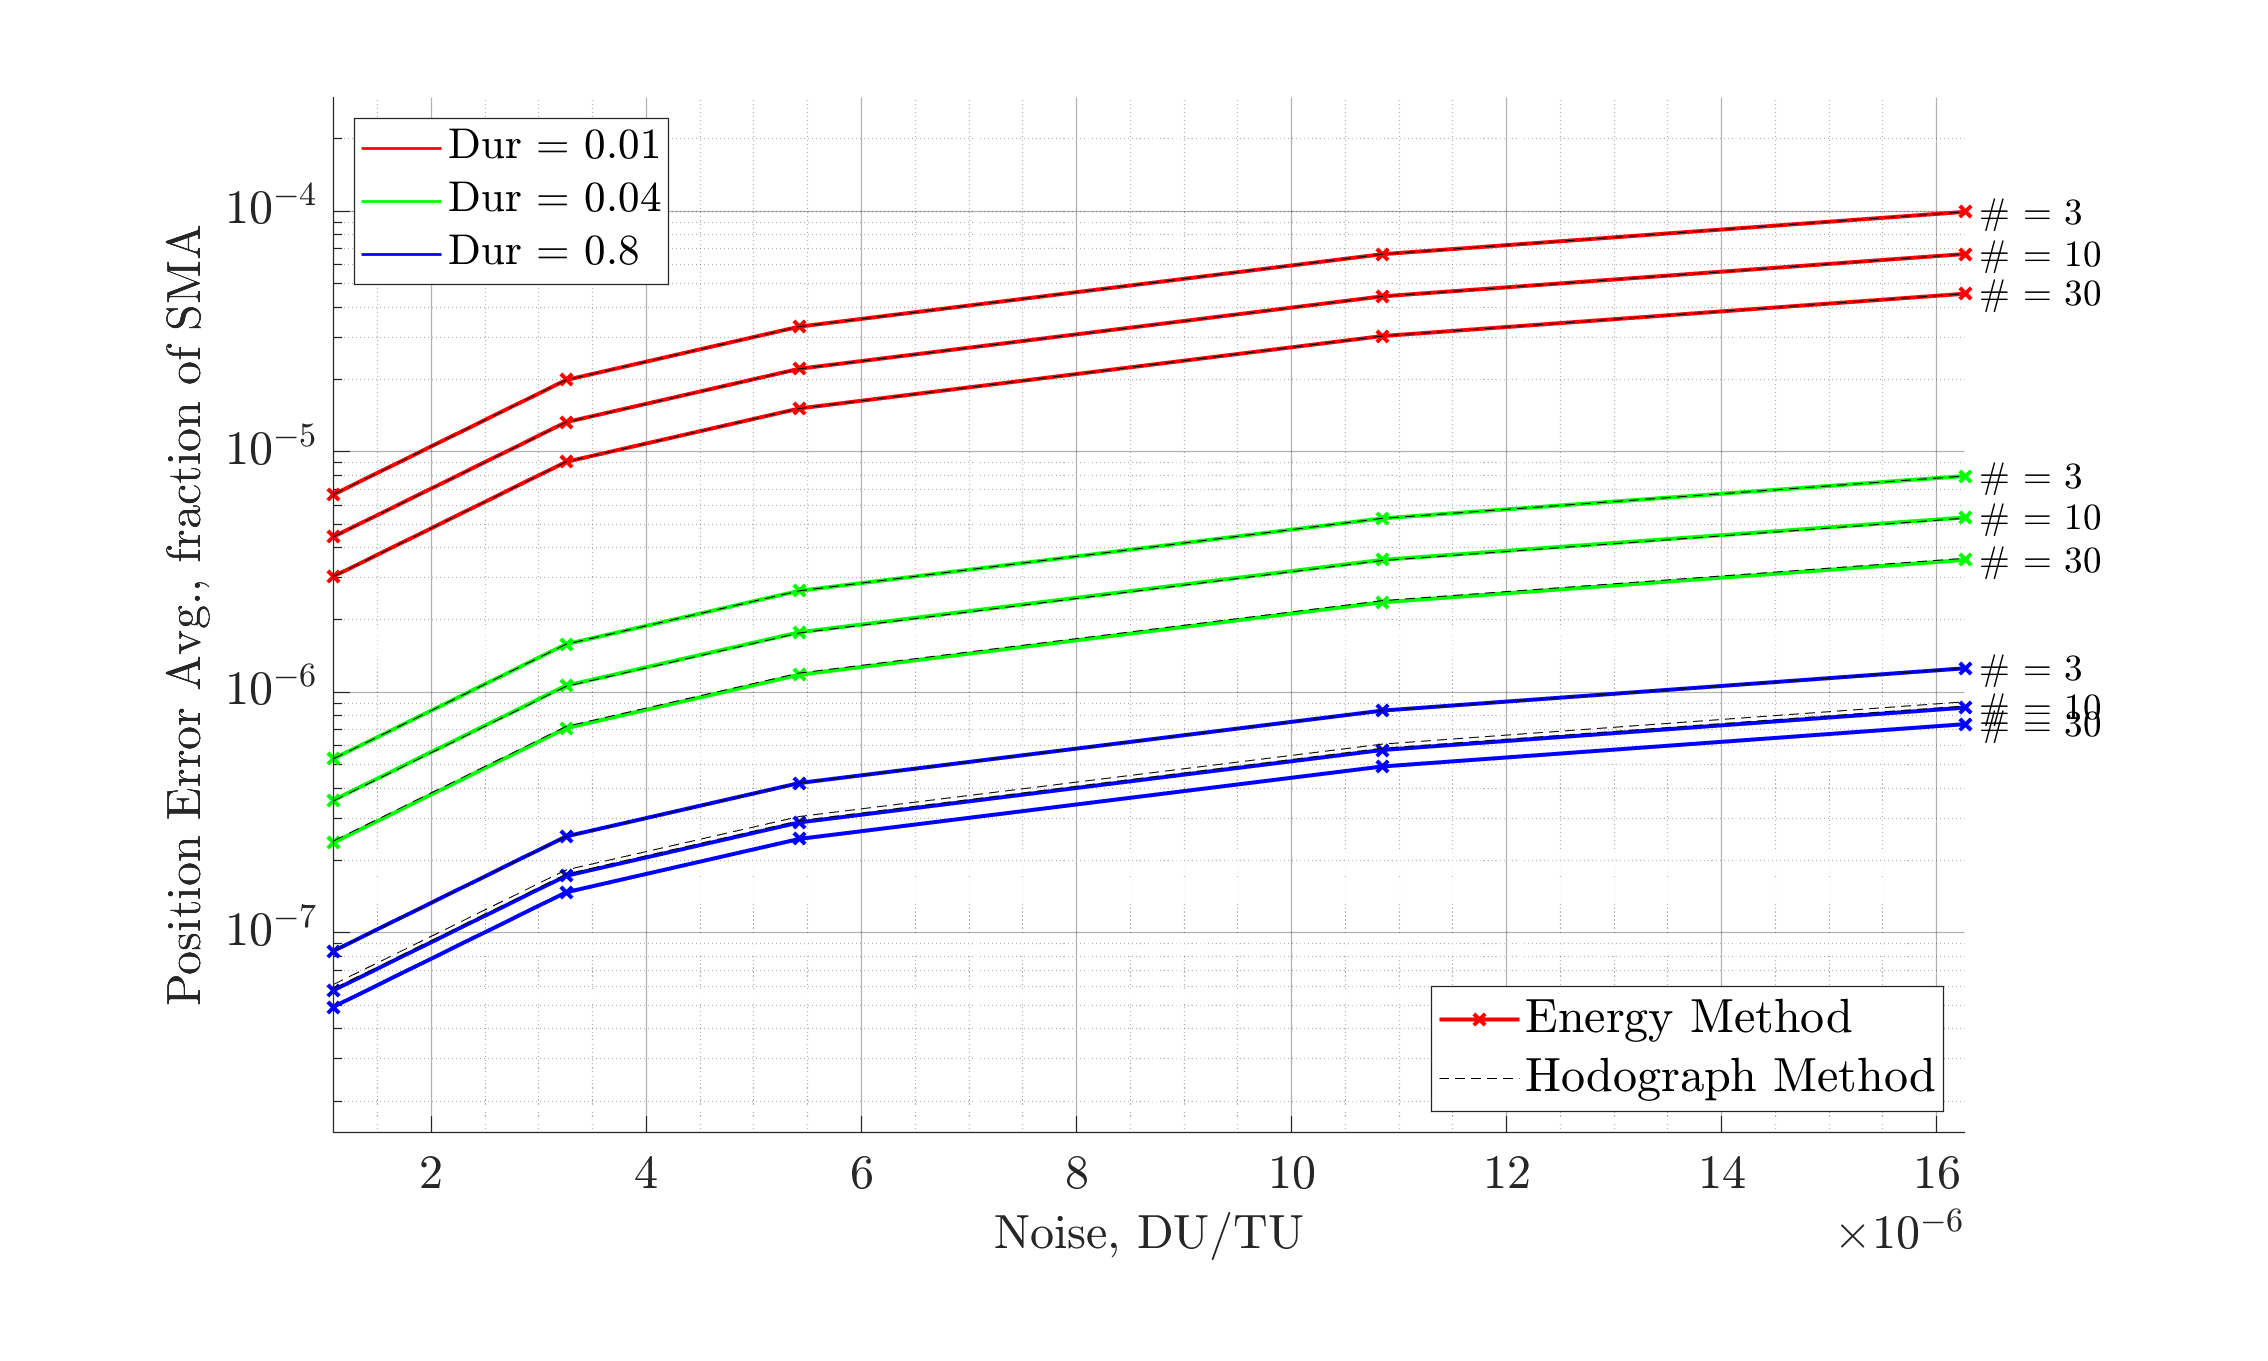 Dur = 0.01
Dur = 0.04
Dur = 0.8
10−4
10−5
10−6
10−7
Position Error Avg., fraction of SMA
# = 3
# = 10
# = 30
# = 3
# = 10
# = 30
# = 3
# = 10
# = 30
Energy Method
Hodograph Method
2 4 6 8 10 12 14 16
Noise, DU/TU
×10−6